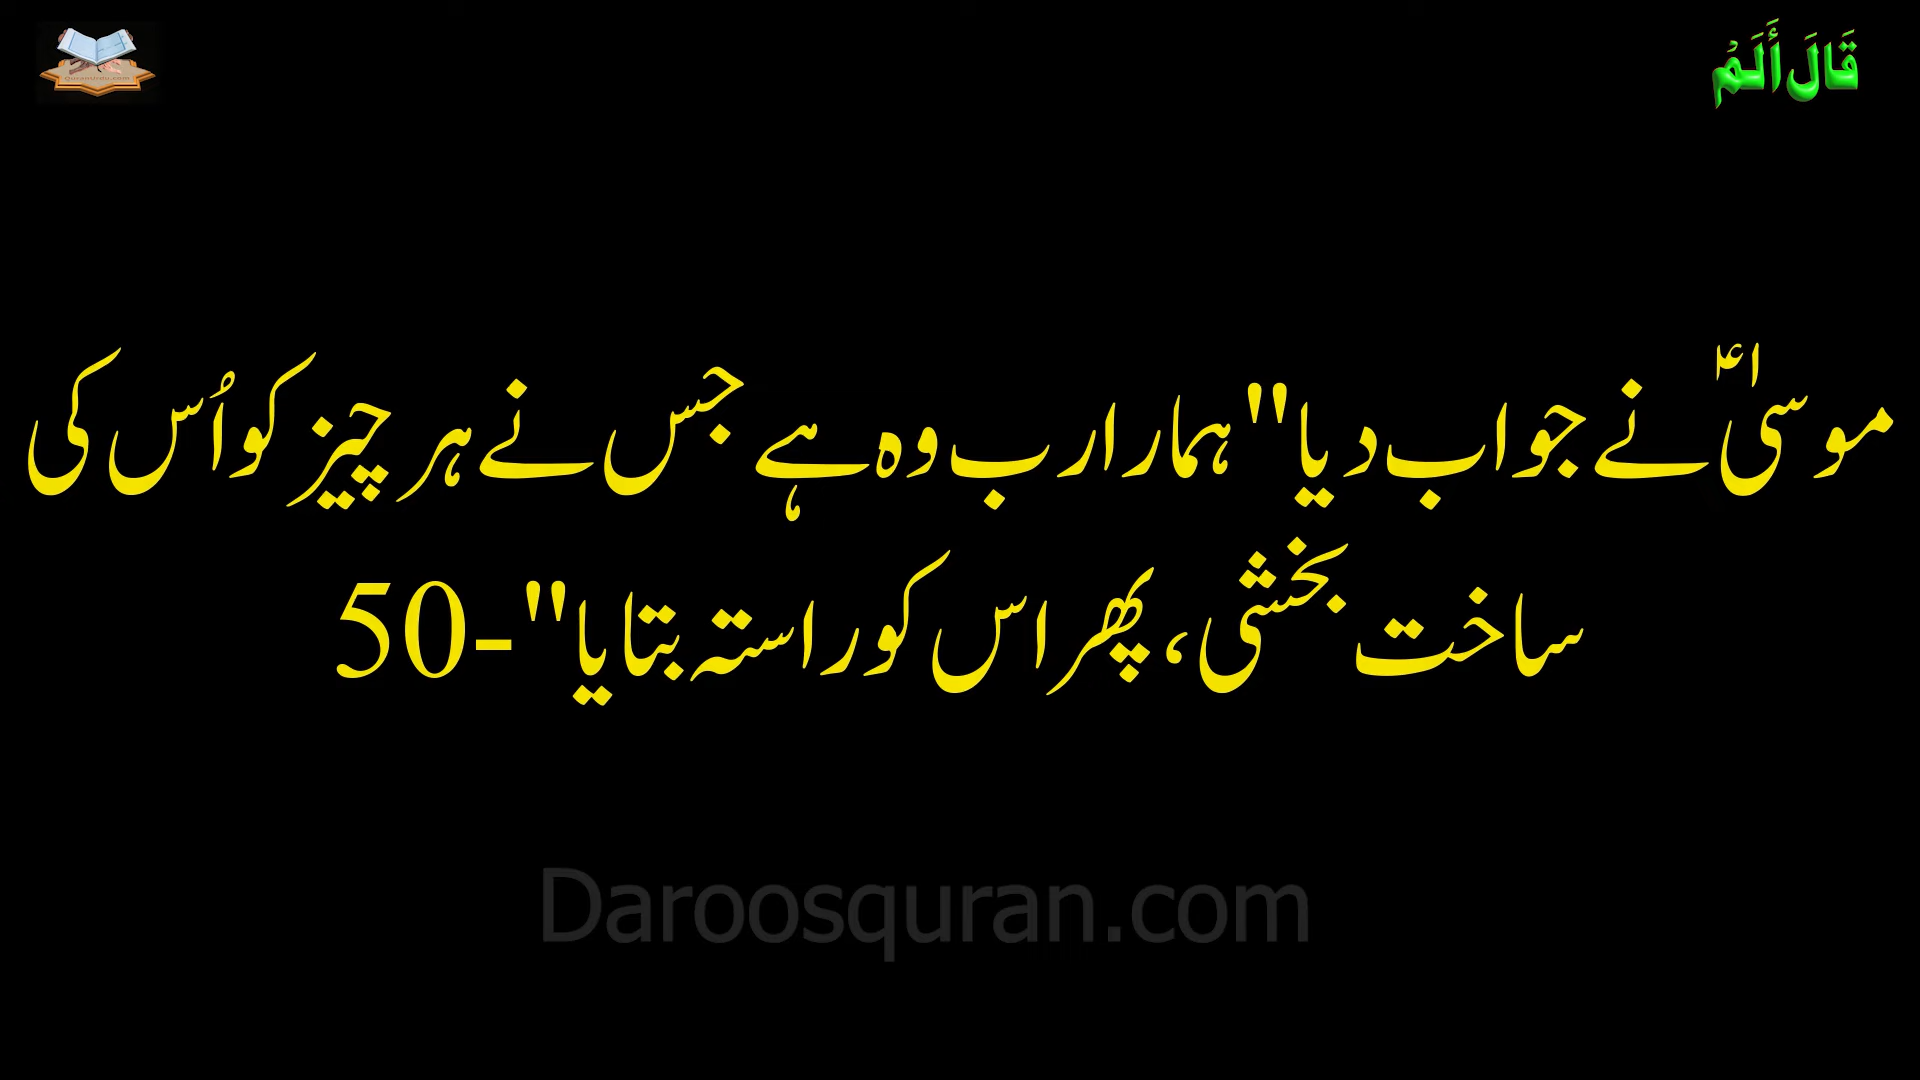 قَالَ أَلَمْ
موسیٰؑ نے جواب دیا" ہمارا رب وہ ہے جس نے ہر چیز کو اُس کی
ساخت بخشی، پھر اس کو راستہ بتایا"-50
Daroosquran.com